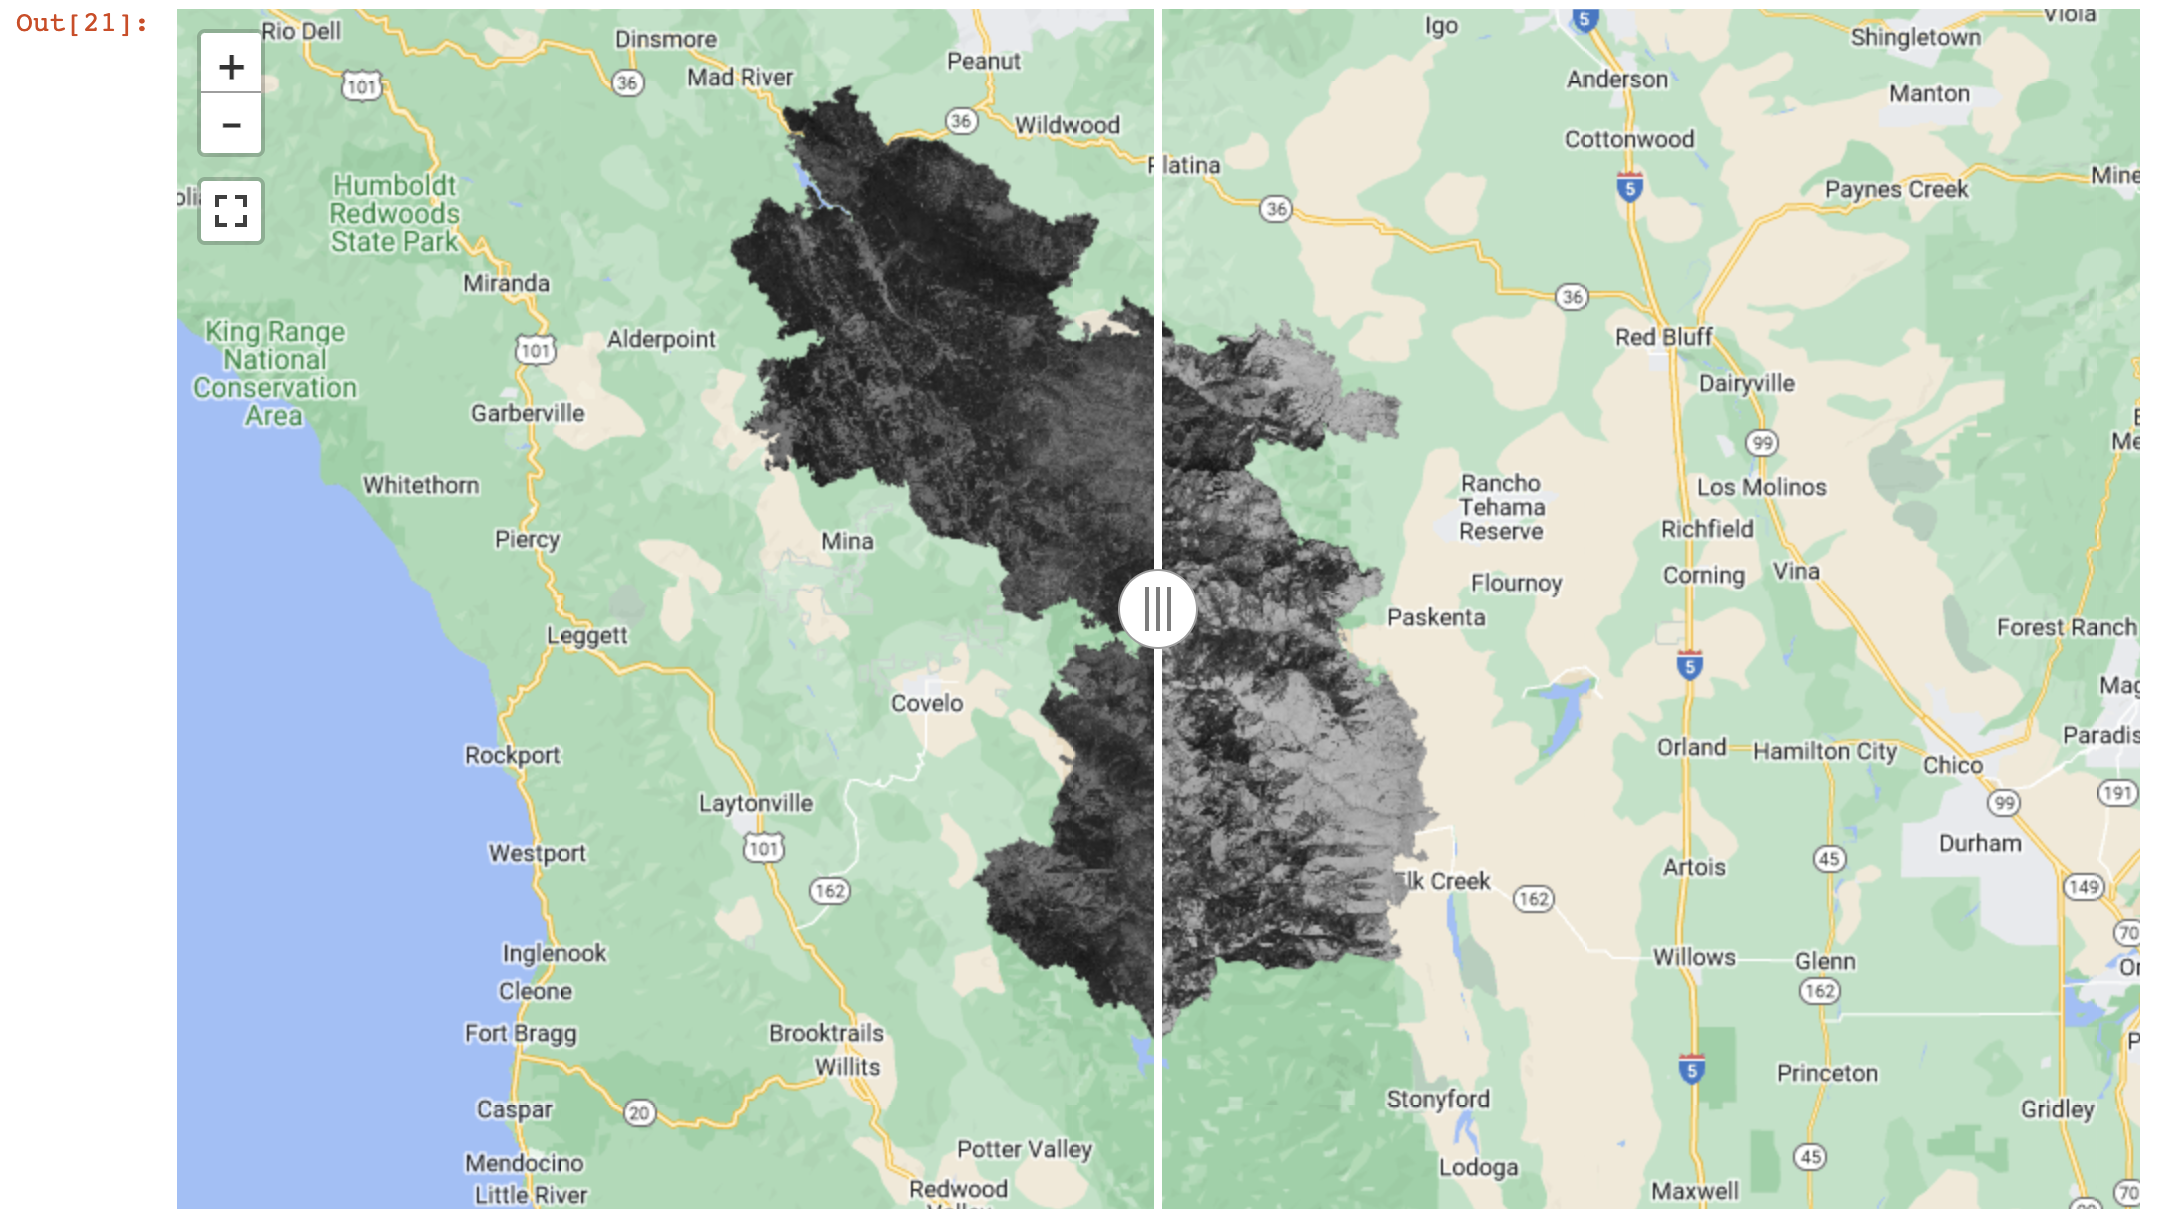 Out[21]:
+
−
Rio Dell
101
Dinsmore
36
Mad River
Peanut
36
Wildwood
Platina
36
Igo
5
Anderson
Cottonwood
5
Viola
Shingletown
Manton
Paynes Creek
Humboldt
Redwoods
State Park
Miranda
King Range
National
Conservation
Area
101
Alderpoint
Garberville
Whitethorn
Piercy
Mina
Leggett
Covelo
Rockport
Laytonville
101
162
Westport
Inglenook
Cleone
Fort Bragg
Brooktrails
Willits
20
Caspar
Mendocino
Little River
Potter Valley
Redwood
Valley
36
Red Bluff
Dairyville
99
Los Molinos
Rancho
Tehama
Reserve
Richfield
Flournoy
Corning
Vina
Paskenta
Forest Ranch
5
Orland
Hamilton City
Chico
Paradis
191
99
Durham
Artois
45
149
70
Elk Creek
162
Willows
Glenn
162
5
Princeton
Stonyford
Gridley
Lodoga
45
Maxwell
70